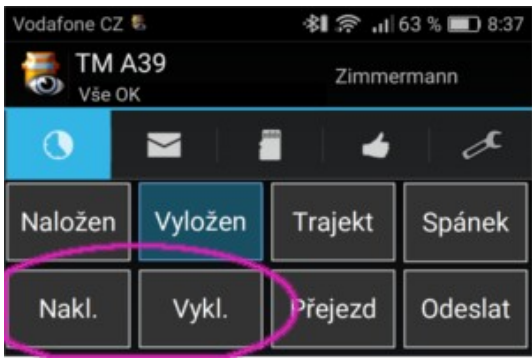 Vodafone CZ 63 % 8:37
TM A39
Zimmermann
Vše OK
Naložen Vyložen Trajekt Spánek
Nakl. Vykl. Přejezd Odeslat